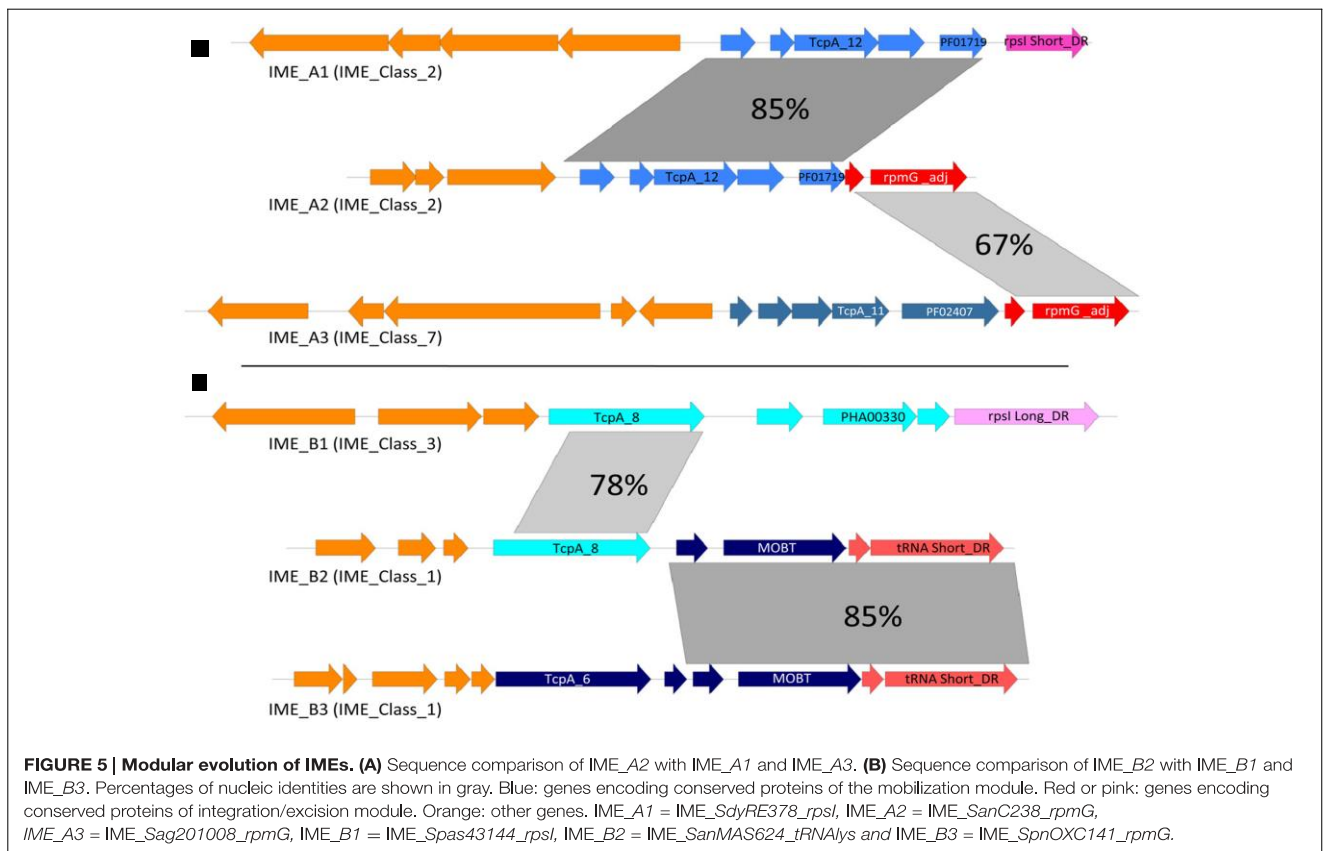 TcpA_12 PF01719 rpsI Short_DR
IME_A1 (IME_Class_2)
85%
TcpA_12 PF01719 rpmG _adj
IME_A2 (IME_Class_2)
67%
TcpA_11 PF02407 rpmG _adj
IME_A3 (IME_Class_7)
TcpA_8 PHA00330 rpsI Long_DR
IME_B1 (IME_Class_3)
78%
TcpA_8 MOBT tRNA Short_DR
IME_B2 (IME_Class_1)
85%
TcpA_6 MOBT tRNA Short_DR
IME_B3 (IME_Class_1)
FIGURE 5 | Modular evolution of IMEs. (A) Sequence comparison of IME_A2 with IME_A1 and IME_A3. (B) Sequence comparison of IME_B2 with IME_B1 and
IME_B3. Percentages of nucleic identities are shown in gray. Blue: genes encoding conserved proteins of the mobilization module. Red or pink: genes encoding
conserved proteins of integration/excision module. Orange: other genes. IME_A1 = IME_SdyRE378_rpsI, IME_A2 = IME_SanC238_rpmG,
IME_A3 = IME_Sag201008_rpmG, IME_B1 = IME_Spas43144_rpsI, IME_B2 = IME_SanMAS624_tRNAlys and IME_B3 = IME_SpnOXC141_rpmG.